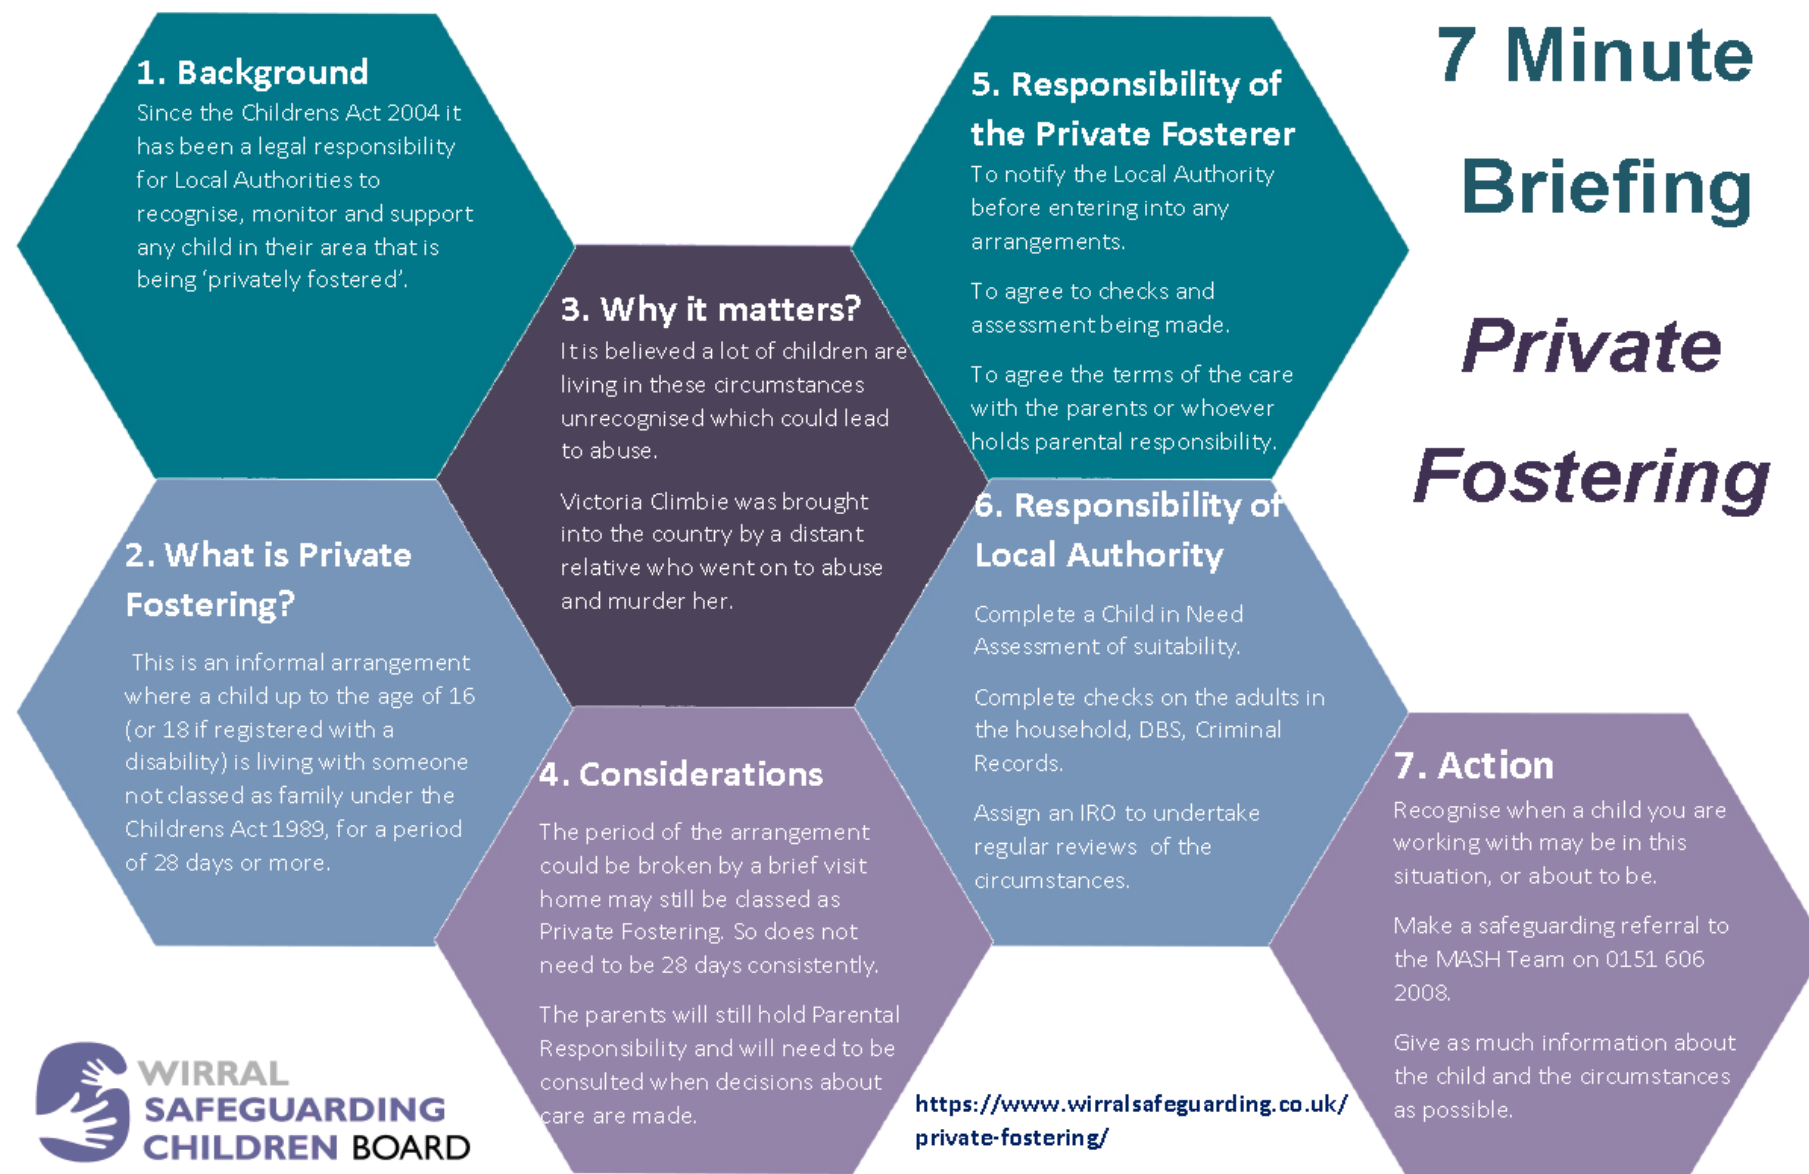 7 Minute
Briefing
Private
Fostering
1. Background
Since the Childrens Act 2004 it
has been a legal responsibility
for Local Authorities to
recognise, monitor and support
any child in their area that is
being ‘privately fostered’.
2. What is Private
Fostering?
This is an informal arrangement
where a child up to the age of 16
(or 18 if registered with a
disability) is living with someone
not classed as family under the
Childrens Act 1989, for a period
of 28 days or more.
3. Why it matters?
It is believed a lot of children are
living in these circumstances
unrecognised which could lead
to abuse.
Victoria Climbie was brought
into the country by a distant
relative who went on to abuse
and murder her.
4. Considerations
The period of the arrangement
could be broken by a brief visit
home may still be classed as
Private Fostering. So does not
need to be 28 days consistently.
The parents will still hold Parental
Responsibility and will need to be
consulted when decisions about
care are made.
5. Responsibility of
the Private Fosterer
To notify the Local Authority
before entering into any
arrangements.
To agree to checks and
assessment being made.
To agree the terms of the care
with the parents or whoever
holds parental responsibility.
6. Responsibility of
Local Authority
Complete a Child in Need
Assessment of suitability.
Complete checks on the adults in
the household, DBS, Criminal
Records.
Assign an IRO to undertake
regular reviews of the
circumstances.
7. Action
Recognise when a child you are
working with may be in this
situation, or about to be.
Make a safeguarding referral to
the MASH Team on 0151 606
2008.
Give as much information about
the child and the circumstances
as possible.
WIRRAL
SAFEGUARDING
CHILDREN BOARD
https://www.wirralsafeguarding.co.uk/
private-fostering/